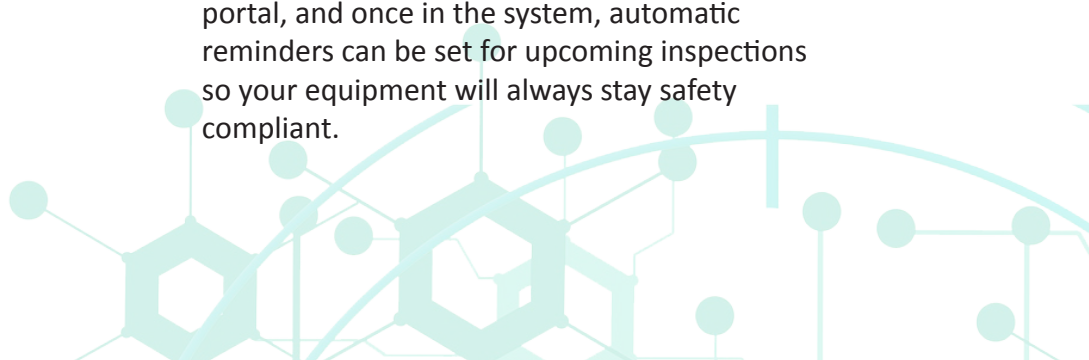 portal, and once in the system, automatic
reminders can be set for upcoming inspections
so your equipment will always stay safety
compliant.